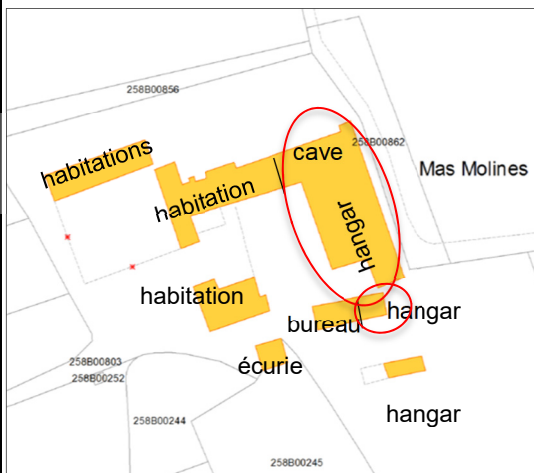 258B00856
258B00862
cave
habitations
Mas Molines
habitation
hangar
habitation
bureau
hangar
258B00803
écurie
258B00252
258B00244
hangar
258B00245